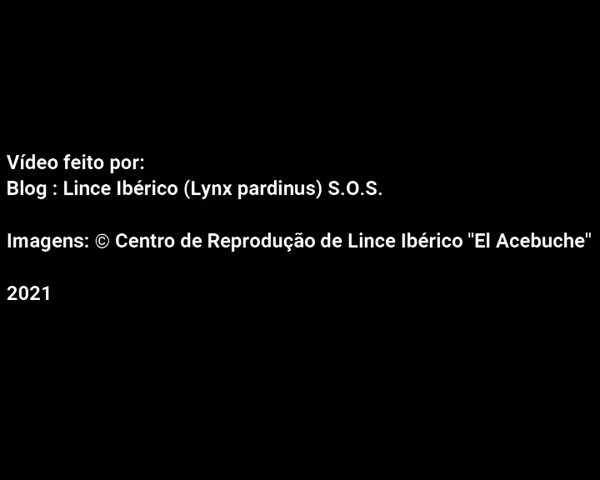 Vídeo feito por:
Blog : Lince Ibérico (Lynx pardinus) S.O.S.
Imagens: © Centro de Reprodução de Lince Ibérico "El Acebuche"
2021